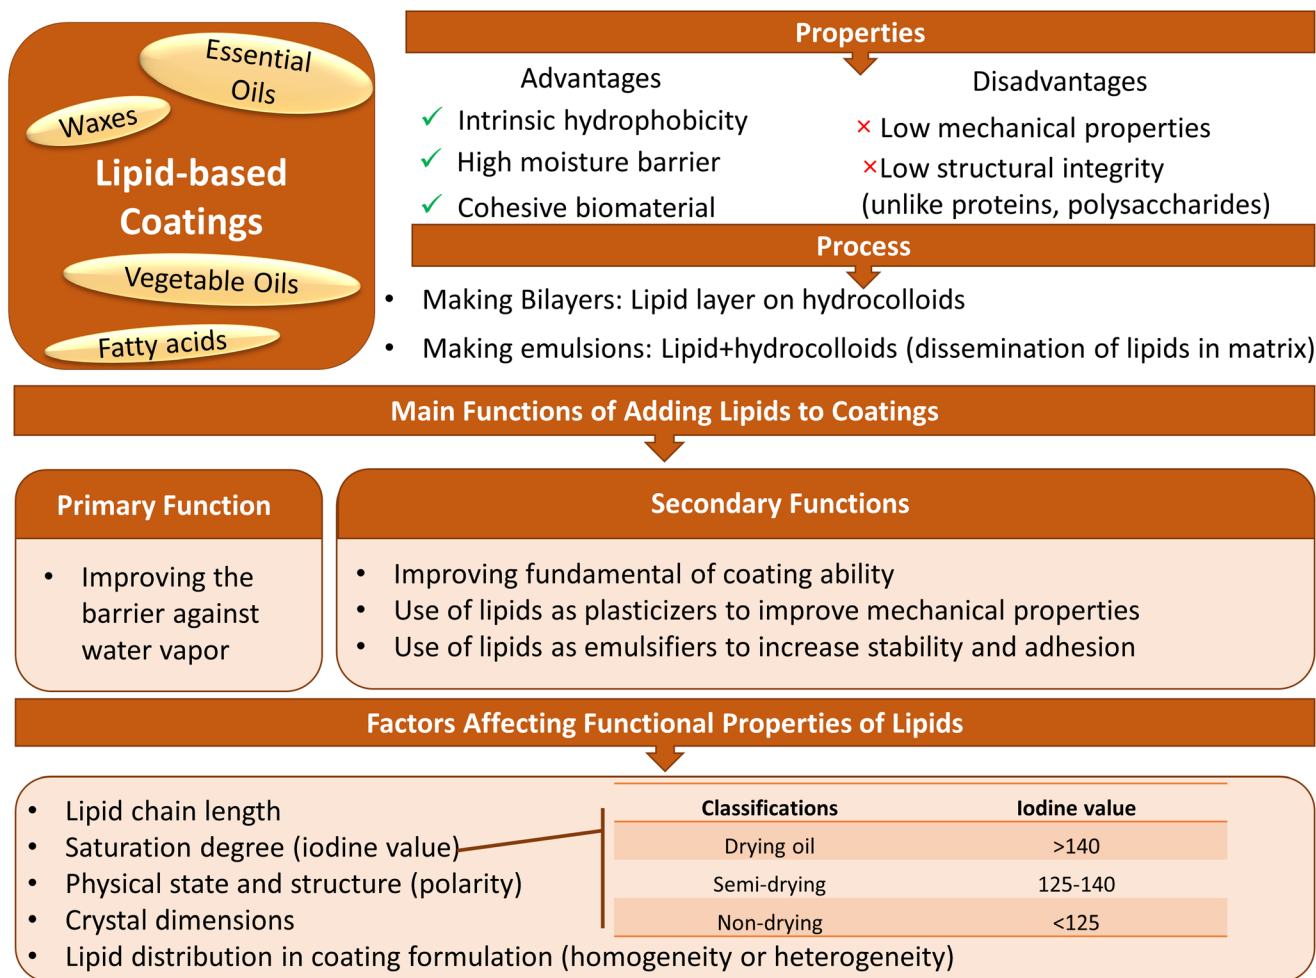 Essential
Oils
Waxes
Lipid-based
Coatings
Vegetable Oils
Fatty acids
Properties
Advantages
✓ Intrinsic hydrophobicity
✓ High moisture barrier
✓ Cohesive biomaterial
Disadvantages
× Low mechanical properties
×Low structural integrity
(unlike proteins, polysaccharides)
Process
• Making Bilayers: Lipid layer on hydrocolloids
• Making emulsions: Lipid+hydrocolloids (dissemination of lipids in matrix)
Main Functions of Adding Lipids to Coatings
Primary Function
• Improving the
barrier against
water vapor
Secondary Functions
• Improving fundamental of coating ability
• Use of lipids as plasticizers to improve mechanical properties
• Use of lipids as emulsifiers to increase stability and adhesion
Factors Affecting Functional Properties of Lipids
• Lipid chain length
• Saturation degree (iodine value)
• Physical state and structure (polarity)
• Crystal dimensions
• Lipid distribution in coating formulation (homogeneity or heterogeneity)
Classifications Iodine value
Drying oil >140
Semi-drying 125-140
Non-drying <125